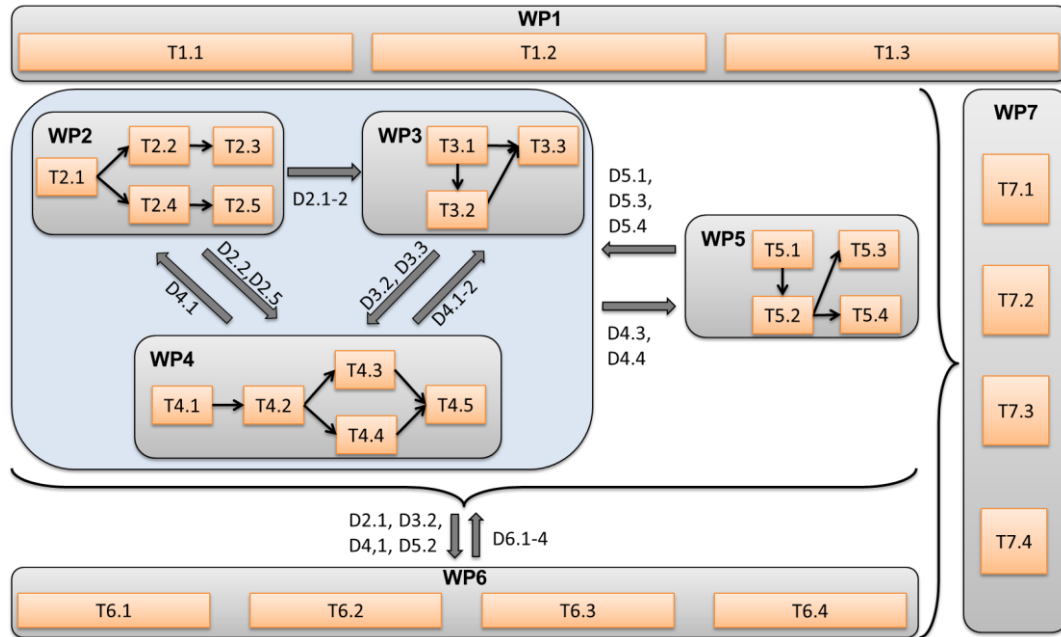 WP1
T1.1
T1.2
T1.3
WP2
T2.1
T2.2
T2.3
T2.4
T2.5
D2.1-2
WP3
T3.1
T3.3
T3.2
D4.1
D2.2,D2.5
D3.2, D3.3
D4.1-2
WP4
T4.1
T4.2
T4.3
T4.4
T4.5
D5.1,
D5.3,
D5.4
D4.3,
D4.4
WP5
T5.1
T5.3
T5.2
T5.4
WP7
T7.1
T7.2
T7.3
T7.4
D2.1, D3.2,
D4,1, D5.2
D6.1-4
WP6
T6.1
T6.2
T6.3
T6.4